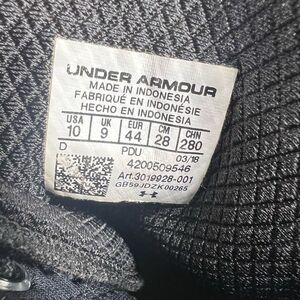 UNDER ARMOUR
MADE IN INDONESIA
FABRIQUÉ EN INDONÉSIE
HECHO EN INDONESIA
USA UK EUR CM CHN
10 9 44 28 280
D PDU 03/18
4200509546
Art.3019928-001
GB59JDZK00265